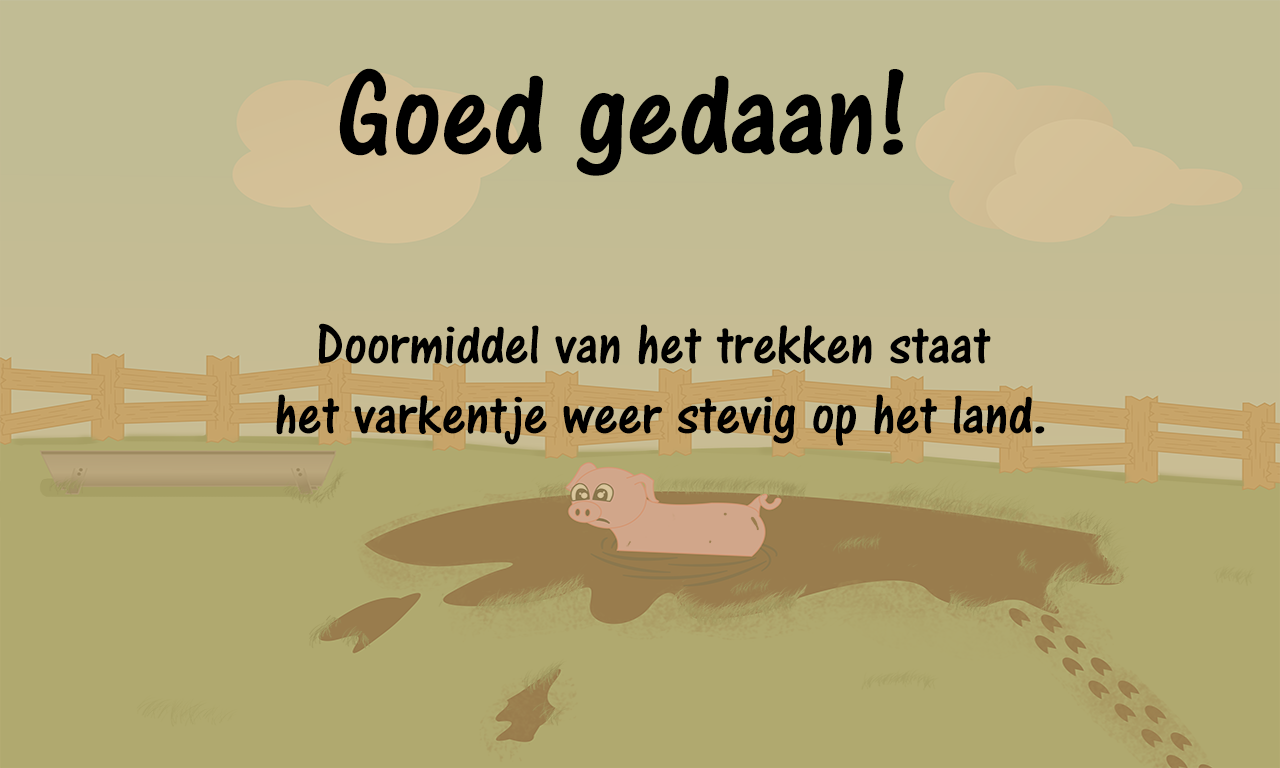 Goed gedaan!
Doormiddel van het trekken staat
het varkentje weer stevig op het land.